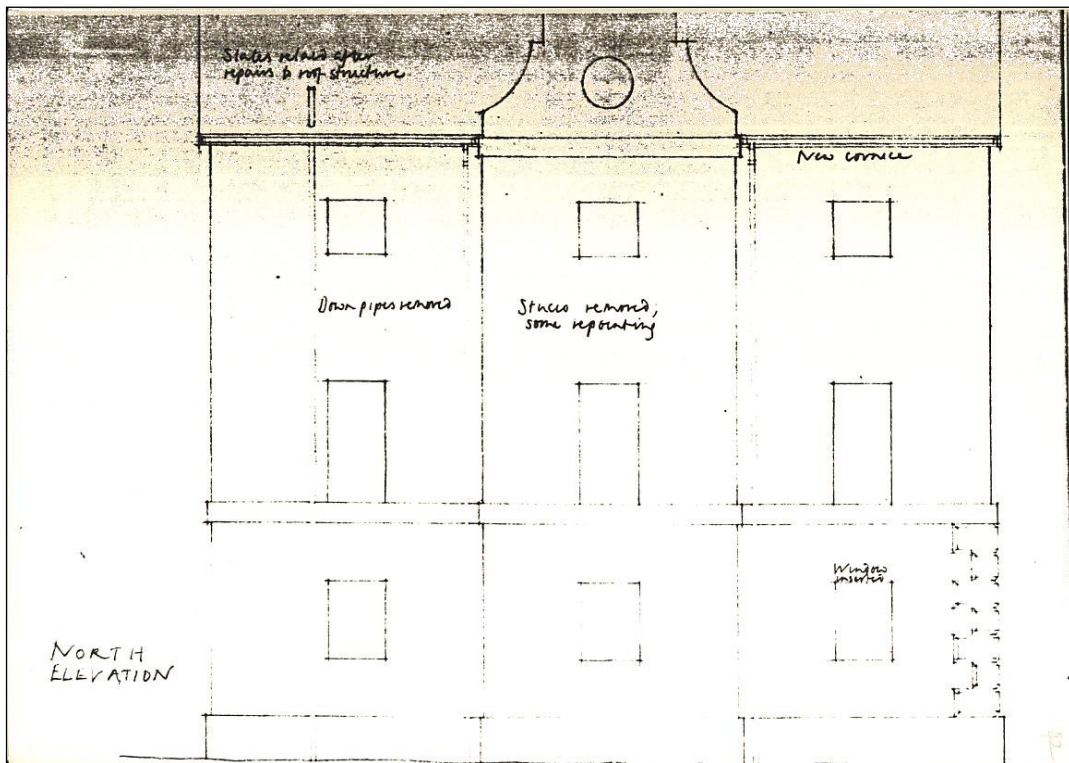 Slates relaid after
repairs to roof structure
New cornice
Down pipes removed
Stucco removed,
some repointing
Window
inserted
NORTH
ELEVATION